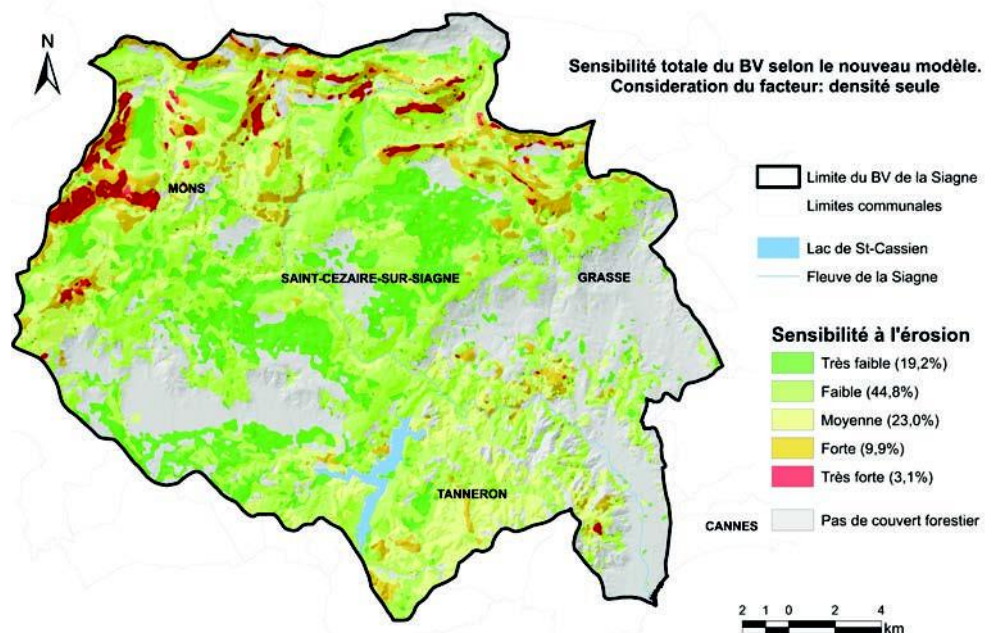 N
Sensibilité totale du BV selon le nouveau modèle.
Consideration du facteur: densité seule
MONS
SAINT-CEZAIRE-SUR-SIAGNE
GRASSE
TANNERON
CANNES
Limite du BV de la Siagne
Limites communales
Lac de St-Cassien
Fleuve de la Siagne
Sensibilité à l'érosion
Très faible (19,2%)
Faible (44,8%)
Moyenne (23,0%)
Forte (9,9%)
Très forte (3,1%)
Pas de couvert forestier
2 1 0 2 4
km